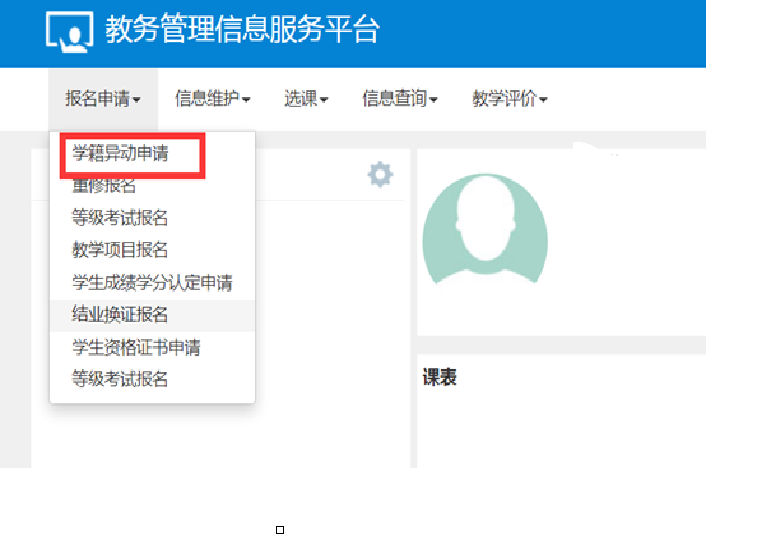 教务管理信息服务平台
报名申请 信息维护 选课 信息查询 教学评价
学籍异动申请
重修报名
等级考试报名
教学项目报名
学生成绩学分认定申请
结业换证报名
学生资格证书申请
等级考试报名
课表